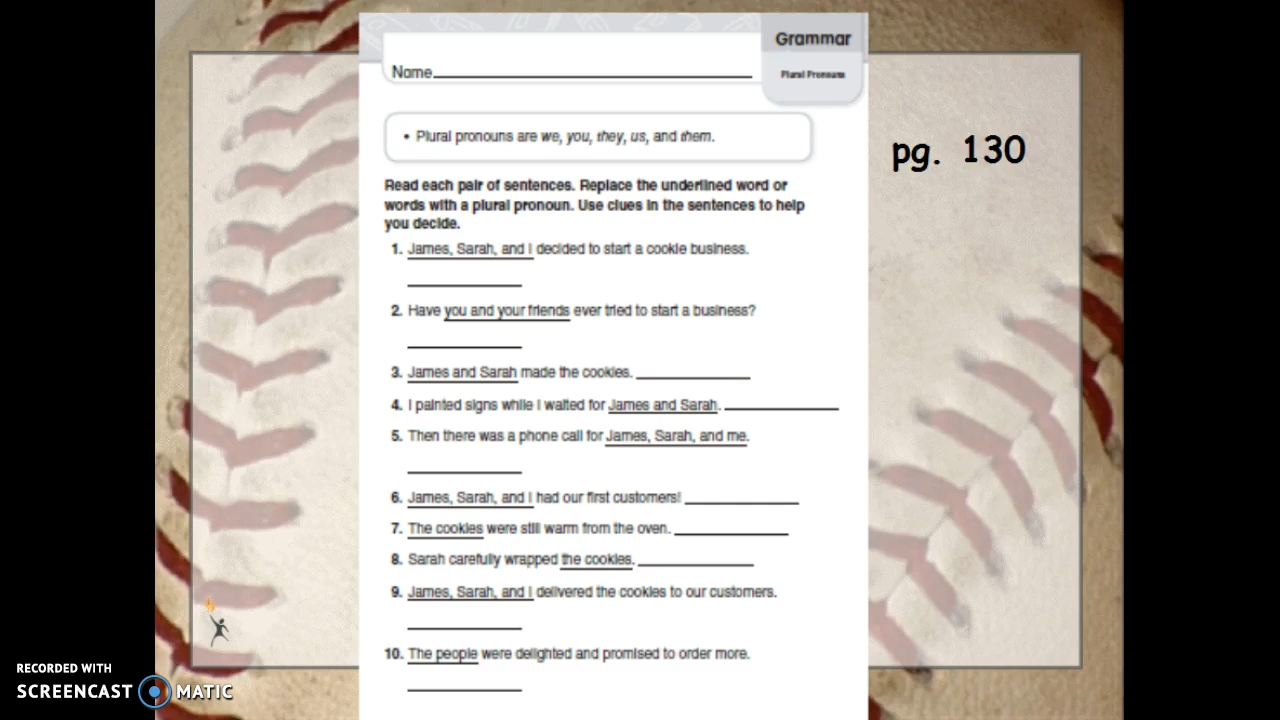 Grammar
Name
Plural Pronouns
• Plural pronouns are we, you, they, us, and them.
pg. 130
Read each pair of sentences. Replace the underlined word or
words with a plural pronoun. Use clues in the sentences to help
you decide.
1. James, Sarah, and I decided to start a cookie business.
2. Have you and your friends ever tried to start a business?
3. James and Sarah made the cookies.
4. I painted signs while I waited for James and Sarah.
5. Then there was a phone call for James, Sarah, and me.
6. James, Sarah, and I had our first customers!
7. The cookies were still warm from the oven.
8. Sarah carefully wrapped the cookies.
9. James, Sarah, and I delivered the cookies to our customers.
10. The people were delighted and promised to order more.
RECORDED WITH
SCREENCAST MATIC